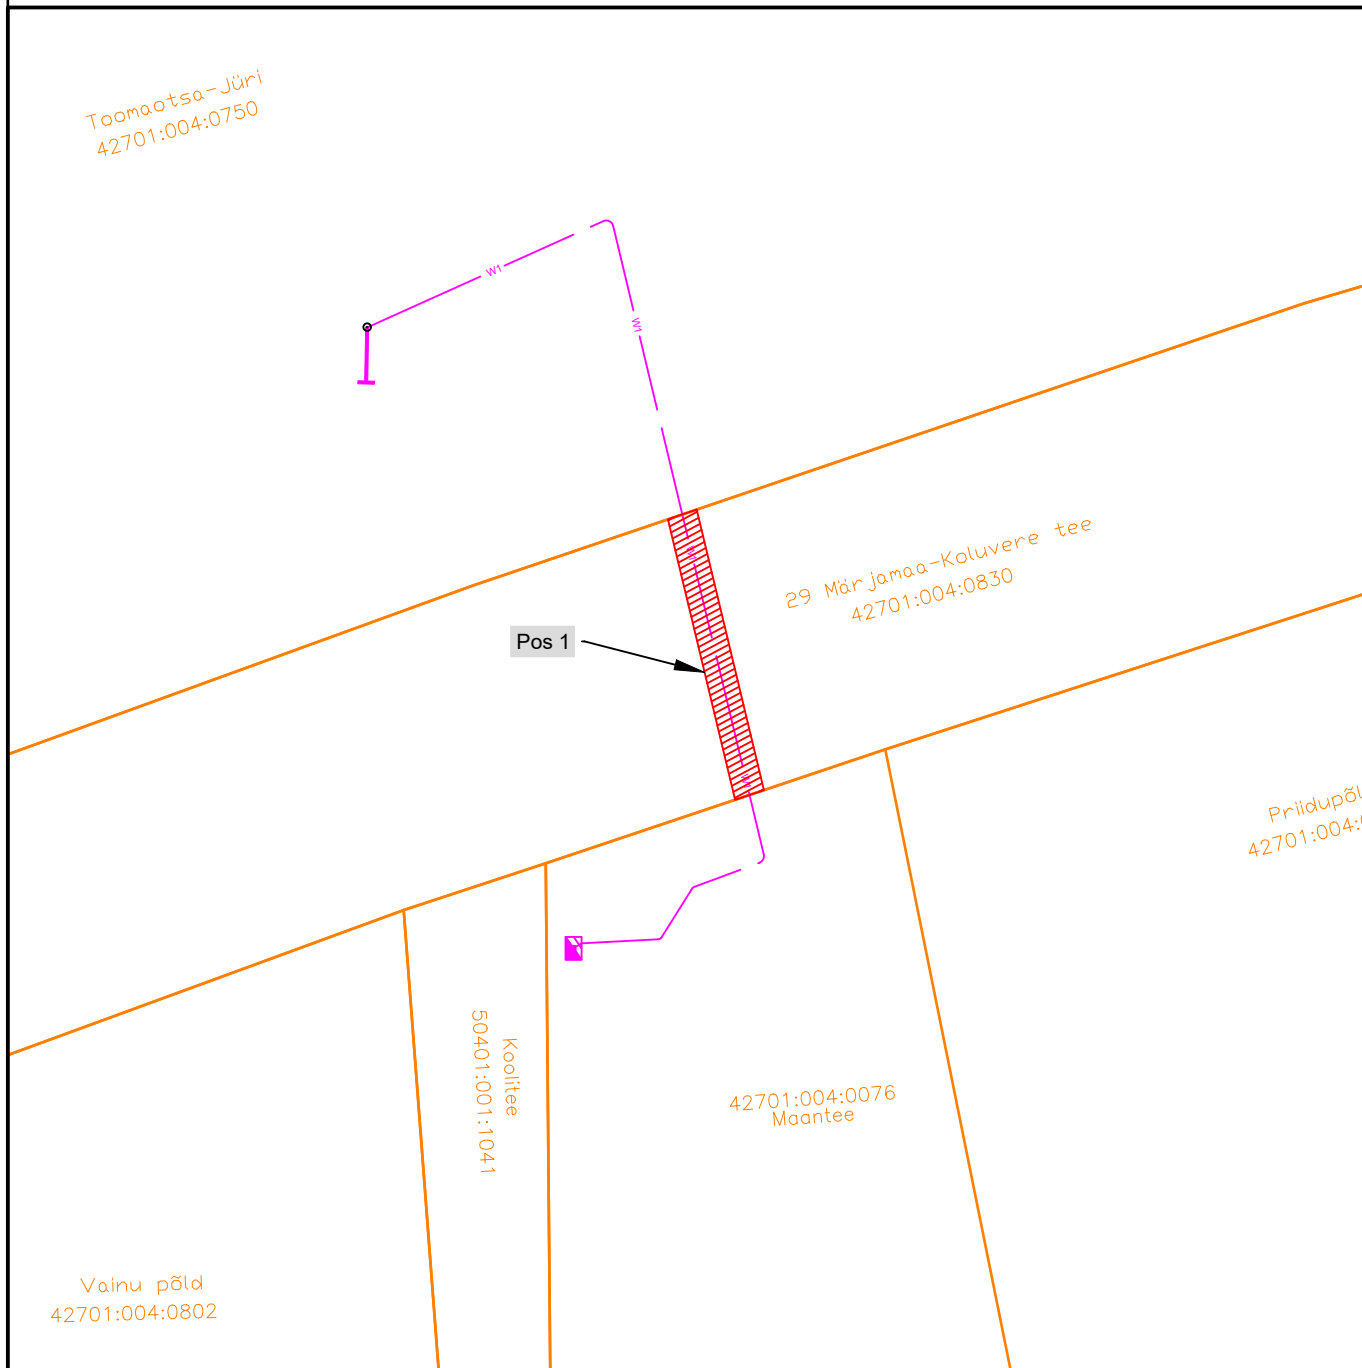 Toomaotsa-Jüri
42701:004:0750
W1
W1
29 Märjamaa-Koluvere tee
42701:004:0830
Pos 1
Koolitee
50401:001:1041
42701:004:0076
Maantee
Vainu põld
42701:004:0802